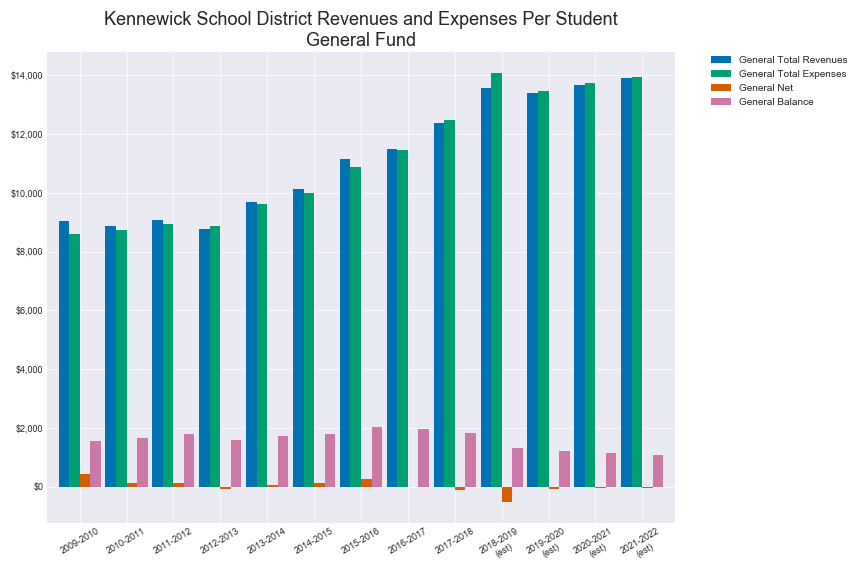 Kennewick School District Revenues and Expenses Per Student
General Fund
General Total Revenues
General Total Expenses
General Net
General Balance
$14,000
$12,000
$10,000
$8,000
$6,000
$4,000
$2,000
$0
2009-2010
2010-2011
2011-2012
2012-2013
2013-2014
2014-2015
2015-2016
2016-2017
2017-2018
2018-2019
(est)
2019-2020
(est)
2020-2021
(est)
2021-2022
(est)